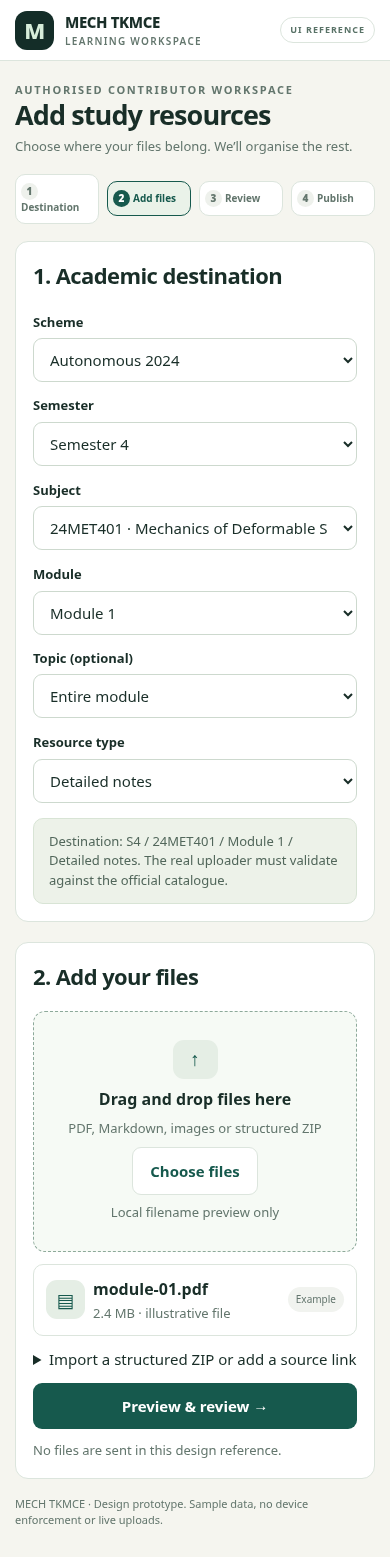 M
MECH TKMCE
LEARNING WORKSPACE
UI REFERENCE
AUTHORISED CONTRIBUTOR WORKSPACE
Add study resources
Choose where your files belong. We’ll organise the rest.
1
Destination
2 Add files
3 Review
4 Publish
1. Academic destination
Scheme
Autonomous 2024
Semester
Semester 4
Subject
24MET401 · Mechanics of Deformable S
Module
Module 1
Topic (optional)
Entire module
Resource type
Detailed notes
Destination: S4 / 24MET401 / Module 1 /
Detailed notes. The real uploader must validate
against the official catalogue.
2. Add your files
↑
Drag and drop files here
PDF, Markdown, images or structured ZIP
Choose files
Local filename preview only
module-01.pdf
2.4 MB · illustrative file
Example
▶ Import a structured ZIP or add a source link
Preview & review →
No files are sent in this design reference.
MECH TKMCE · Design prototype. Sample data, no device
enforcement or live uploads.